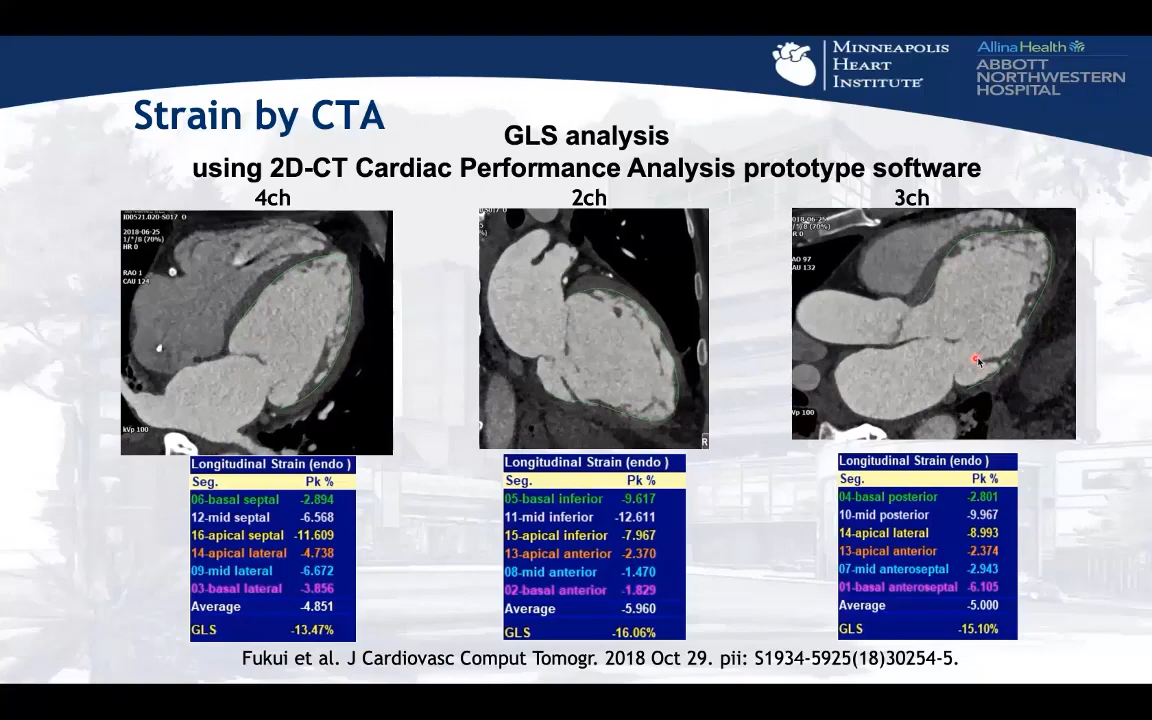 MINNEAPOLIS
HEART
INSTITUTE
AllinaHealth
ABBOTT
NORTHWESTERN
HOSPITAL
Strain by CTA
GLS analysis
using 2D-CT Cardiac Performance Analysis prototype software
4ch
2ch
3ch
2018-06-25
1/*/8 (70%)
HR 0
RAO 1
CAU 124
kVp 100
R
018-06-25
R 0
AO 97
AU 132
Vp 100
Longitudinal Strain (endo )
Seg. Pk %
06-basal septal -2.894
12-mid septal -6.568
16-apical septal -11.609
14-apical lateral -4.738
09-mid lateral -6.672
03-basal lateral -3.856
Average -4.851
GLS -13.47%
Longitudinal Strain (endo )
Seg. Pk %
05-basal inferior -9.617
11-mid inferior -12.611
15-apical inferior -7.967
13-apical anterior -2.370
08-mid anterior -1.470
02-basal anterior -1.829
Average -5.960
GLS -16.06%
Longitudinal Strain (endo )
Seg. Pk %
04-basal posterior -2.801
10-mid posterior -9.967
14-apical lateral -8.993
13-apical anterior -2.374
07-mid anteroseptal -2.943
01-basal anteroseptal -6.105
Average -5.000
GLS -15.10%
Fukui et al. J Cardiovasc Comput Tomogr. 2018 Oct 29. pii: S1934-5925(18)30254-5.